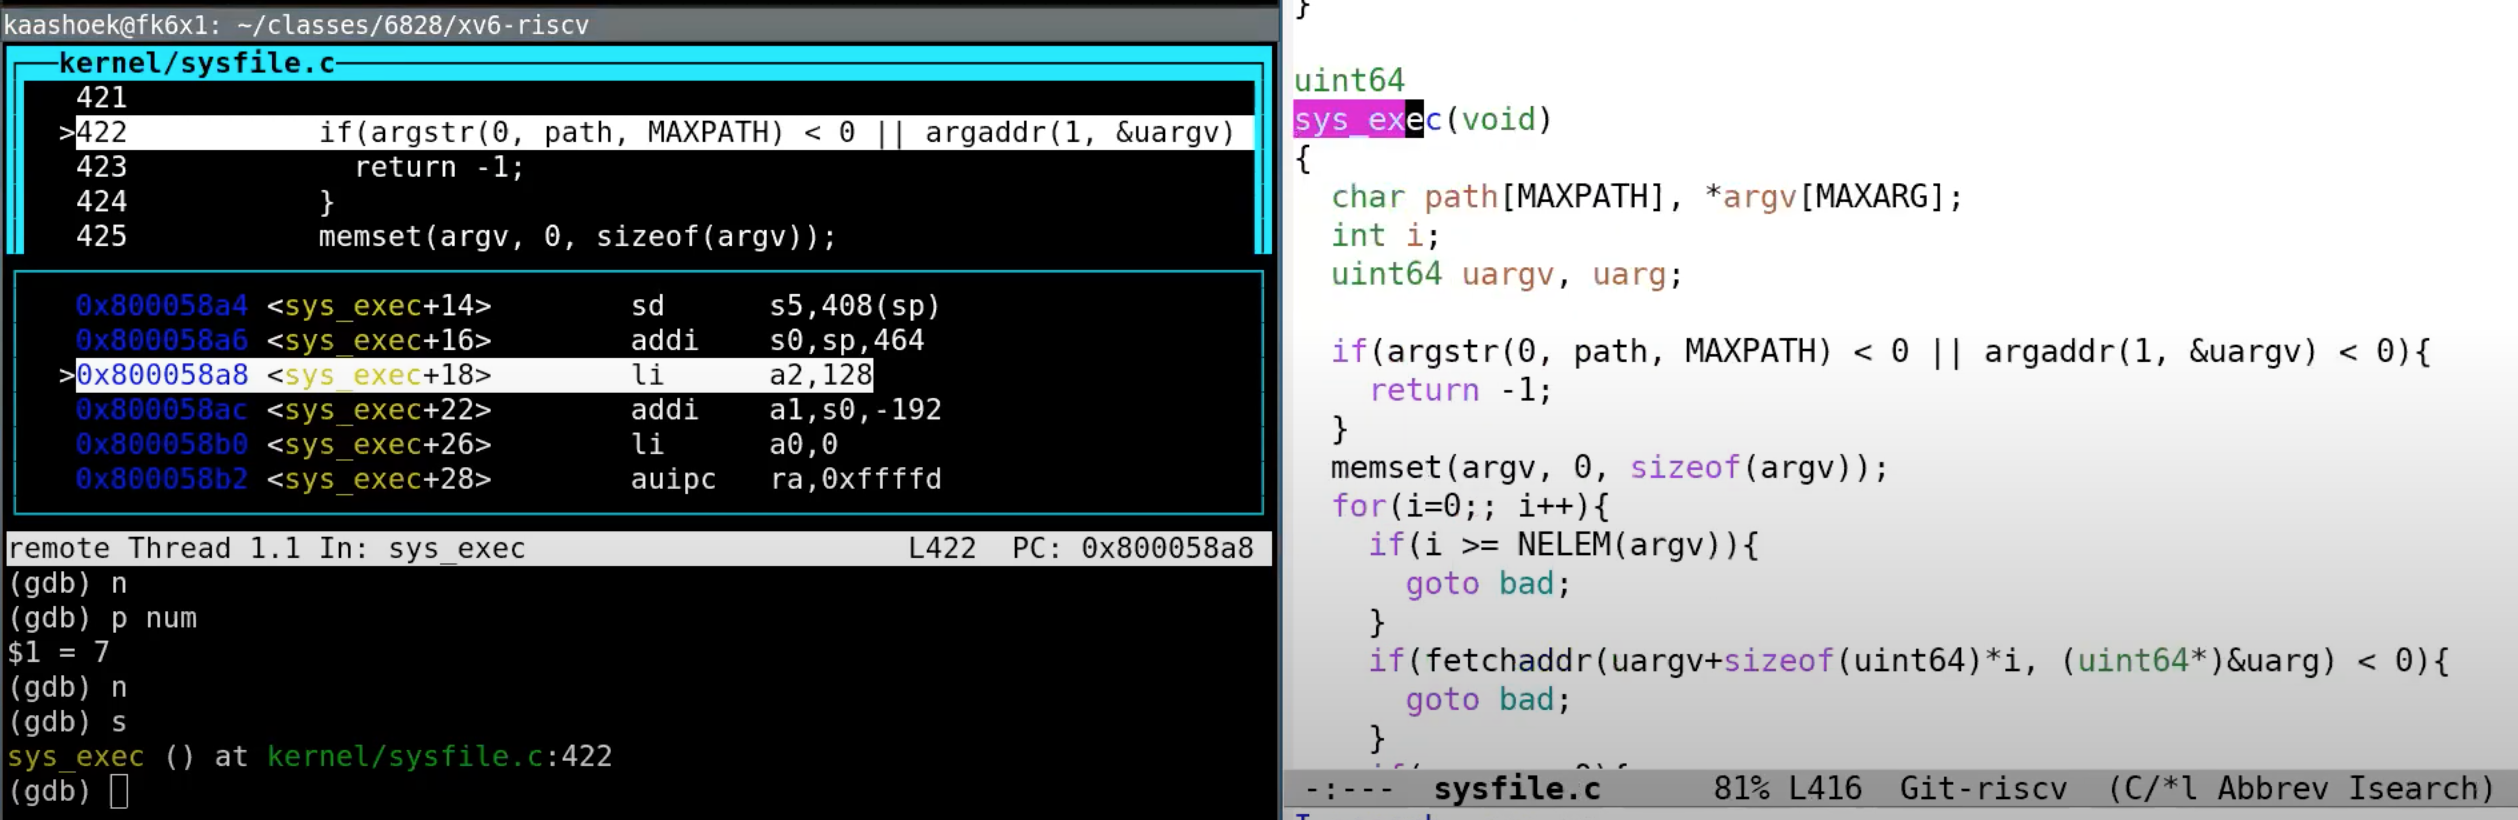 kaashoek@fk6x1: ~/classes/6828/xv6-riscv
kernel/sysfile.c
421
>422 if(argstr(0, path, MAXPATH) < 0 || argaddr(1, &uargv)
423 return -1;
424 }
425 memset(argv, 0, sizeof(argv));
0x800058a4 <sys_exec+14> sd s5,408(sp)
0x800058a6 <sys_exec+16> addi s0,sp,464
>0x800058a8 <sys_exec+18> li a2,128
0x800058ac <sys_exec+22> addi a1,s0,-192
0x800058b0 <sys_exec+26> li a0,0
0x800058b2 <sys_exec+28> auipc ra,0xffffd
remote Thread 1.1 In: sys_exec L422 PC: 0x800058a8
(gdb) n
(gdb) p num
$1 = 7
(gdb) n
(gdb) s
sys_exec () at kernel/sysfile.c:422
(gdb)
}
uint64
sys_exec(void)
{
char path[MAXPATH], *argv[MAXARG];
int i;
uint64 uargv, uarg;
if(argstr(0, path, MAXPATH) < 0 || argaddr(1, &uargv) < 0){
return -1;
}
memset(argv, 0, sizeof(argv));
for(i=0;; i++){
if(i >= NELEM(argv)){
goto bad;
}
if(fetchaddr(uargv+sizeof(uint64)*i, (uint64*)&uarg) < 0){
goto bad;
}
-:--- sysfile.c 81% L416 Git-riscv (C/*l Abbrev Isearch)